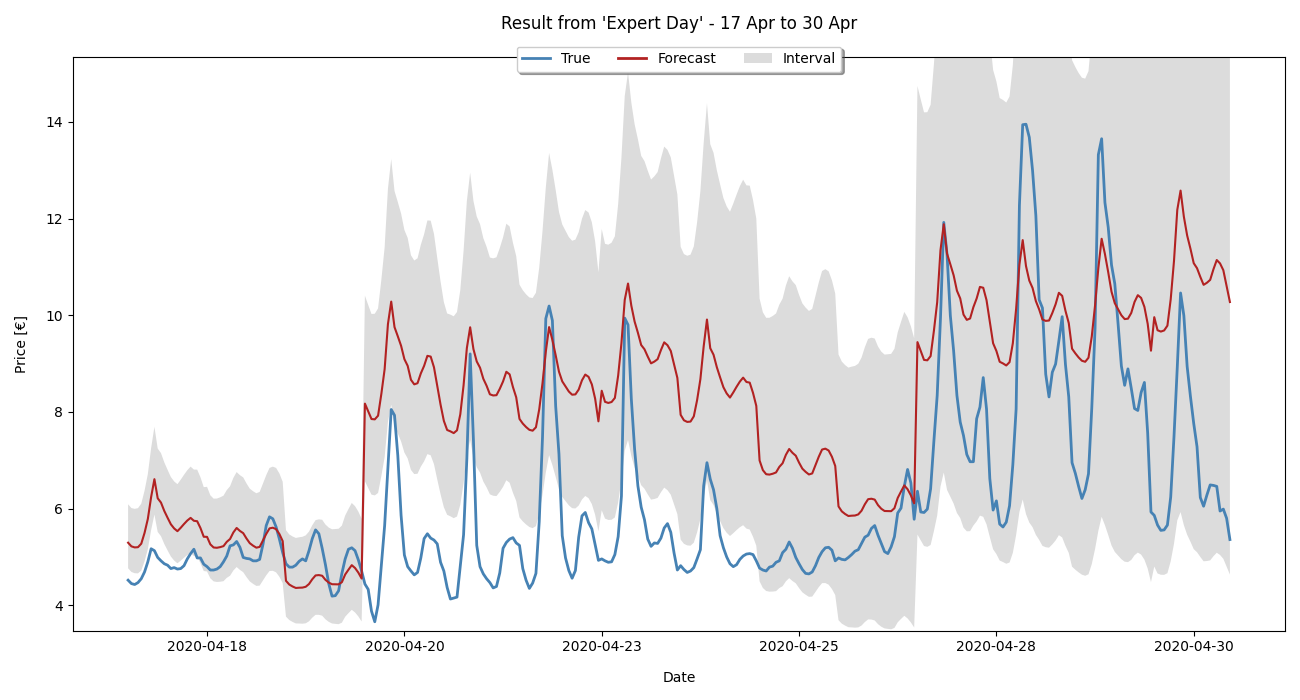 Result from 'Expert Day' - 17 Apr to 30 Apr
True Forecast Interval
Price [€]
14
12
10
8
6
4
2020-04-18 2020-04-20 2020-04-23 2020-04-25 2020-04-28 2020-04-30
Date